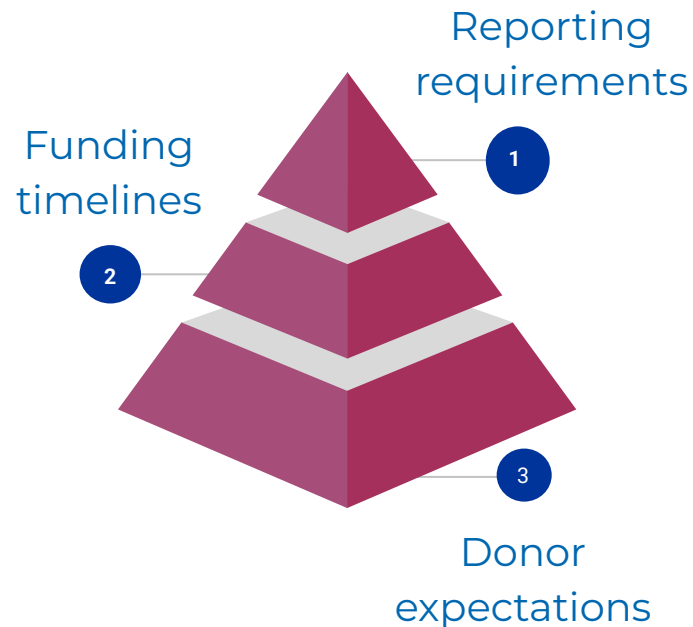 Reporting
requirements
1
Funding
timelines
2
3
Donor
expectations